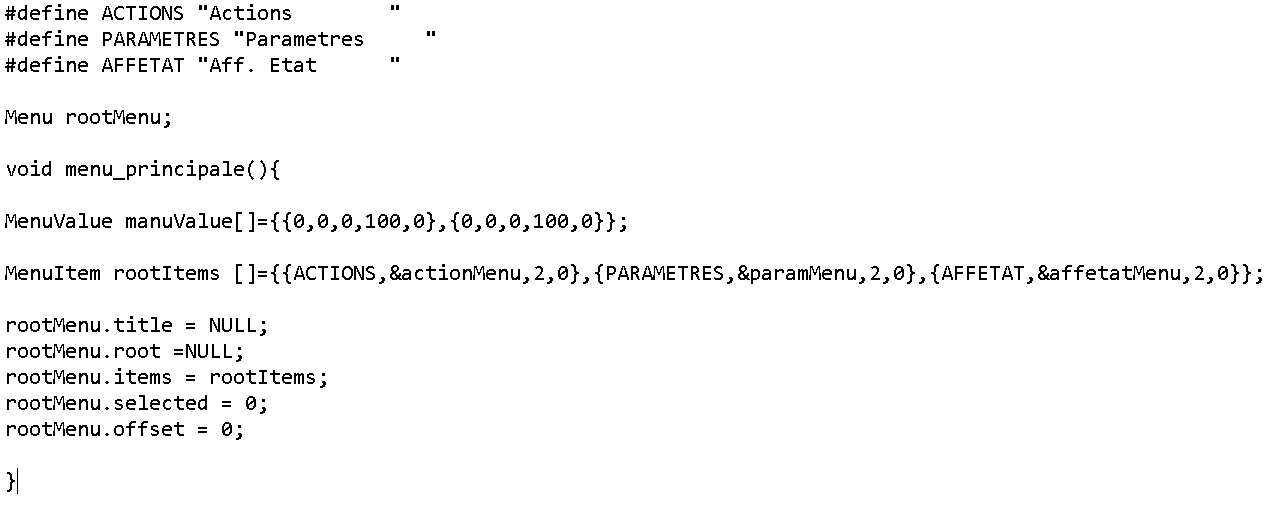 #define ACTIONS "Actions        "
#define PARAMETRES "Parametres     "
#define AFFETAT "Aff. Etat      "
Menu rootMenu;
void menu_principale(){
MenuValue manuValue[]={{0,0,0,100,0},{0,0,0,100,0}};
MenuItem rootItems []={{ACTIONS,&actionMenu,2,0},{PARAMETRES,&paramMenu,2,0},{AFFETAT,&affetatMenu,2,0}};
rootMenu.title = NULL;
rootMenu.root =NULL;
rootMenu.items = rootItems;
rootMenu.selected = 0;
rootMenu.offset = 0;
}